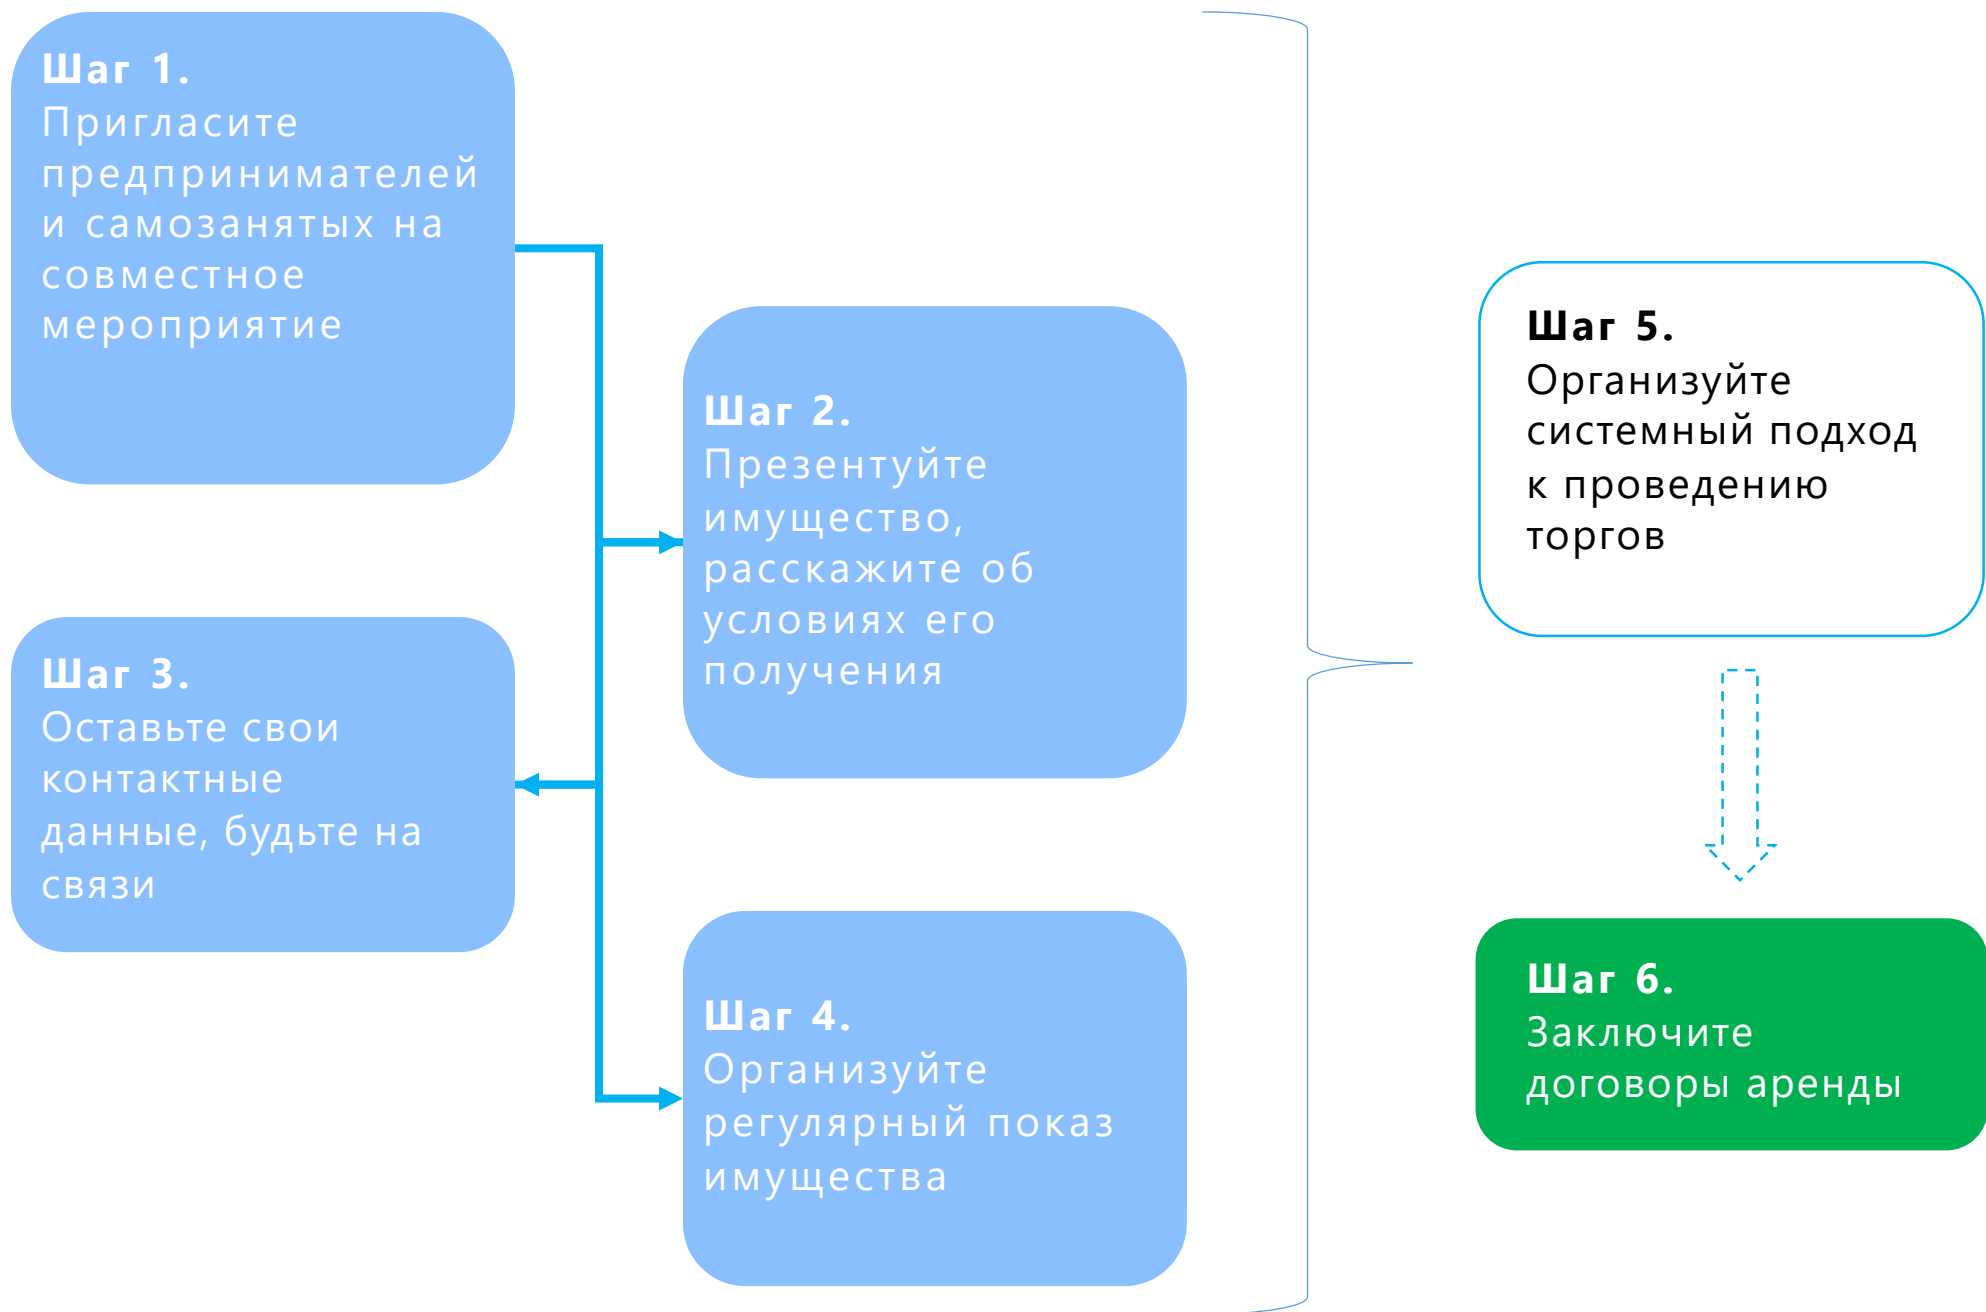 Шаг 1.
Пригласите
предпринимателей
и самозанятых на
совместное
мероприятие
Шаг 2.
Презентуйте
имущество,
расскажите об
условиях его
получения
Шаг 3.
Оставьте свои
контактные
данные, будьте на
связи
Шаг 4.
Организуйте
регулярный показ
имущества
Шаг 5.
Организуйте
системный подход
к проведению
торгов
Шаг 6.
Заключите
договоры аренды